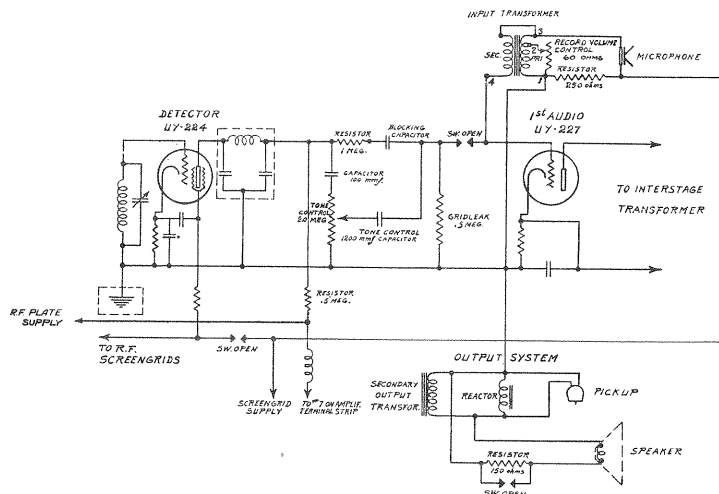 INPUT TRANSFORMER
3
RECORD VOLUME
CONTROL
60 OHMS
SEC.
2
PRI
MICROPHONE
RESISTOR
250 ohms
4
1
DETECTOR
UY-224
BLOCKING
CAPACITOR
RESISTOR
1 MEG.
SW. OPEN
1st AUDIO
UY-227
CAPACITY
100 mmf.
TONE
CONTROL
2.0 MEG
TONE CONTROL
1200 mmf CAPACITOR
GRIDLEAK
.5 MEG.
TO INTERSTAGE
TRANSFORMER
RESISTOR
.5 MEG.
R.F. PLATE
SUPPLY
TO R.F.
SCREENGRIDS
SW. OPEN
OUTPUT SYSTEM
SECONDARY
OUTPUT
TRANSFOR.
REACTOR
PICKUP
SCREENGRID
SUPPLY
TO #7 ON AMPLIF.
TERMINAL STRIP
SPEAKER
RESISTOR
150 ohms
SW. OPEN